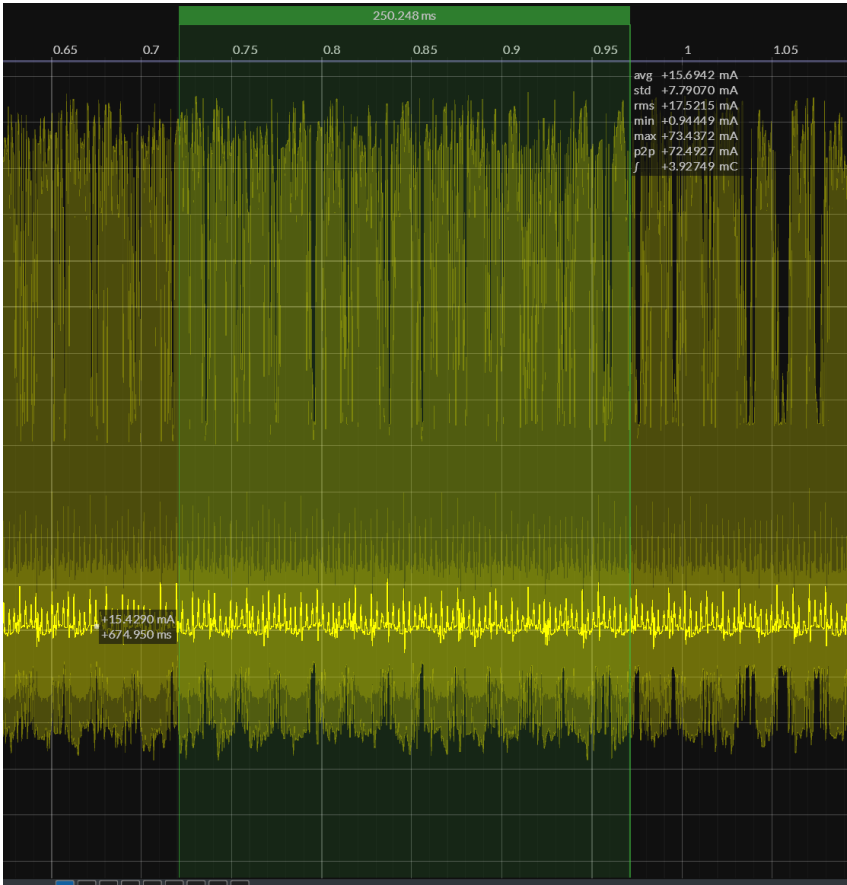 250.248 ms
0.65 0.7 0.75 0.8 0.85 0.9 0.95 1 1.05
avg +15.6942 mA
std +7.79070 mA
rms +17.5215 mA
min +0.94449 mA
max +73.4372 mA
p2p +72.4927 mA
∫ +3.92749 mC
+15.4290 mA
+674.950 ms